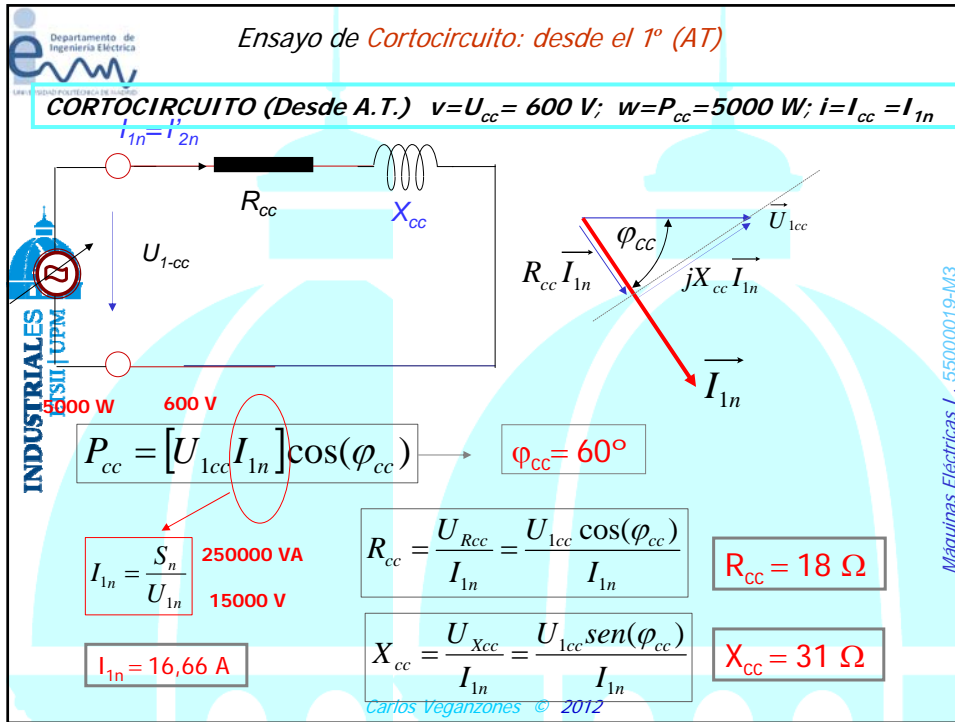 Departamento de
Ingeniería Eléctrica
UNIVERSIDAD POLITÉCNICA DE MADRID
Ensayo de Cortocircuito: desde el 1º (AT)
CORTOCIRCUITO (Desde A.T.) v=Ucc= 600 V; w=Pcc=5000 W; i=Icc =I1n
I1n=I'2n
Rcc
Xcc
U1-cc
U1cc
φCC
Rcc I1n
jXcc I1n
I1n
INDUSTRIALES
ETSII | UPM
5000 W 600 V
Pcc = [U1cc I1n] cos(φcc)
φcc= 60º
I1n = Sn / U1n
250000 VA
15000 V
I1n = 16,66 A
Rcc = URcc / I1n = U1cc cos(φcc) / I1n
Rcc = 18 Ω
Xcc = UXcc / I1n = U1cc sen(φcc) / I1n
Xcc = 31 Ω
Máquinas Eléctricas I . 55000019-M3
Carlos Veganzones © 2012